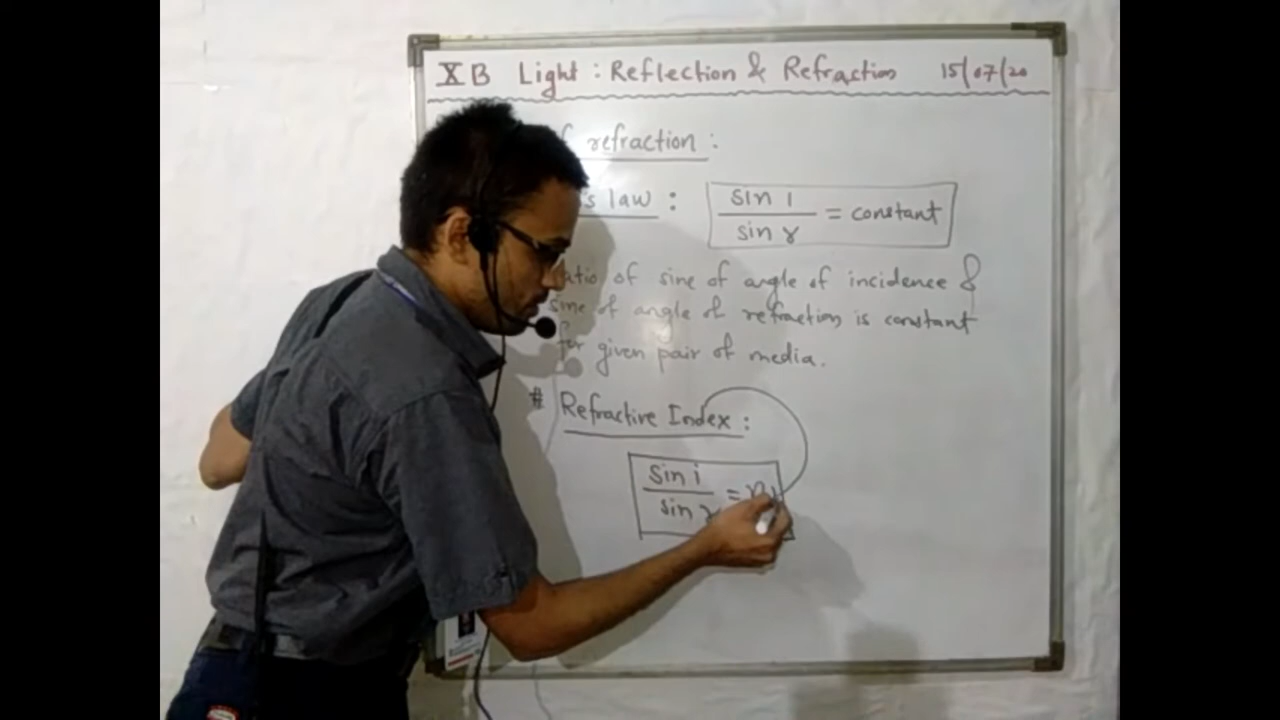 XB Light : Reflection & Refraction 15/07/20
of refraction :
law : sin i / sin r = constant
of sine of angle of incidence &
sine of angle of refraction is constant
for given pair of media.
# Refractive Index :
sin i / sin r =